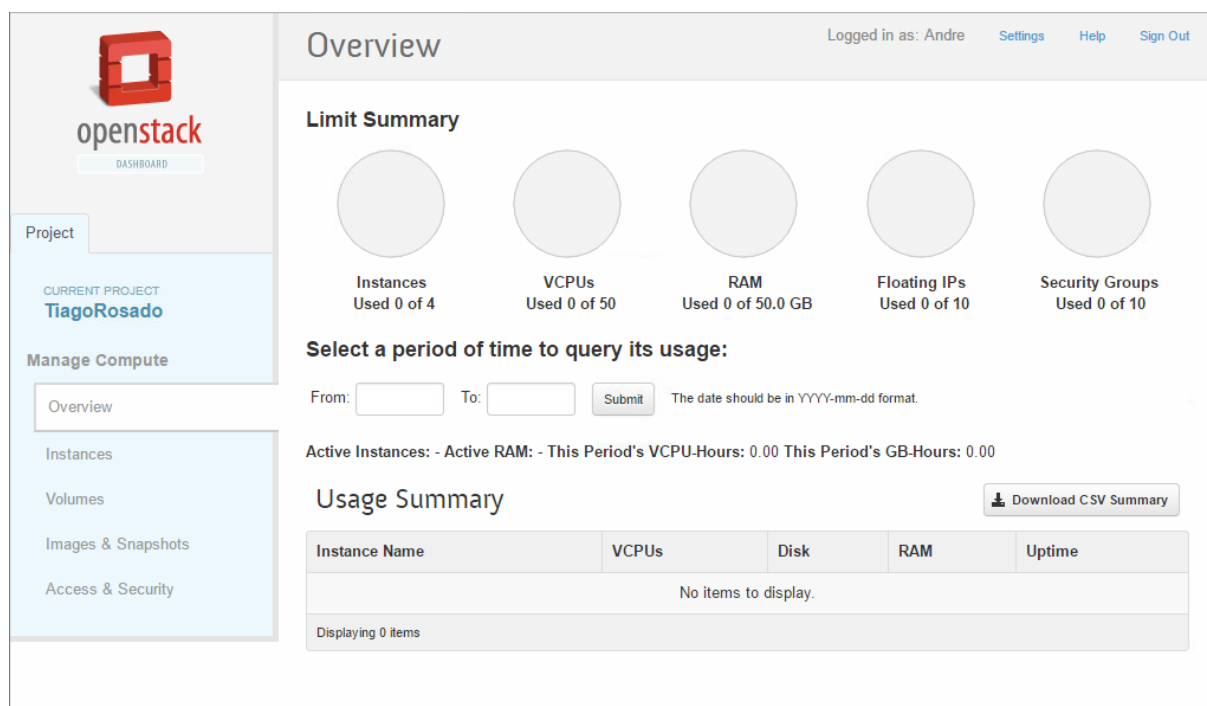 openstack
DASHBOARD
Project
CURRENT PROJECT
TiagoRosado
Manage Compute
Overview
Instances
Volumes
Images & Snapshots
Access & Security
Overview
Logged in as: Andre Settings Help Sign Out
Limit Summary
Instances
Used 0 of 4
VCPUs
Used 0 of 50
RAM
Used 0 of 50.0 GB
Floating IPs
Used 0 of 10
Security Groups
Used 0 of 10
Select a period of time to query its usage:
From: To: Submit The date should be in YYYY-mm-dd format.
Active Instances: - Active RAM: - This Period's VCPU-Hours: 0.00 This Period's GB-Hours: 0.00
Usage Summary
Download CSV Summary
Instance Name VCPUs Disk RAM Uptime
No items to display.
Displaying 0 items